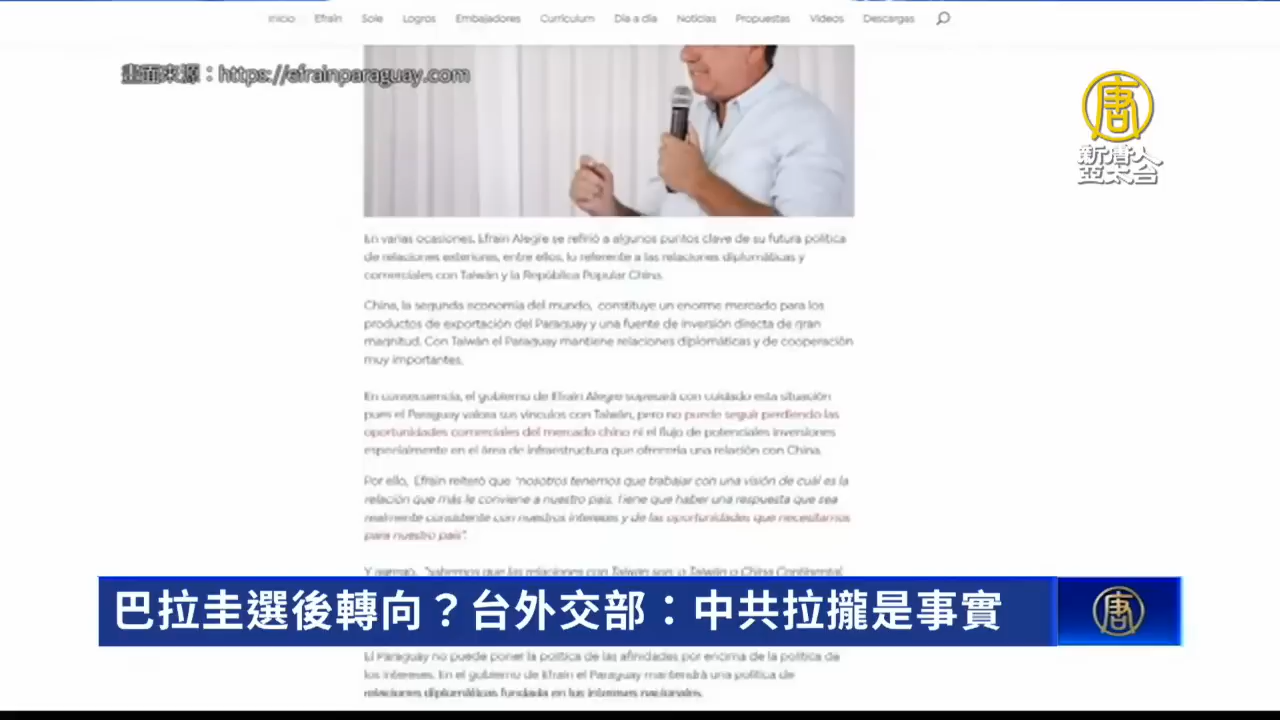 Inicio Efraín Sole Logros Embajadores Currículum Día a día Noticias Propuestas Videos Descargas
畫面來源：https://efrainparaguay.com
唐
新唐人
亞太台
En varias ocasiones, Efraín Alegre se refirió a algunos puntos clave de su futura política
de relaciones exteriores, entre ellos, lo referente a las relaciones diplomáticas y
comerciales con Taiwán y la República Popular China.
China, la segunda economía del mundo, constituye un enorme mercado para los
productos de exportación del Paraguay y una fuente de inversión directa de gran
magnitud. Con Taiwán el Paraguay mantiene relaciones diplomáticas y de cooperación
muy importantes.
En consecuencia, el gobierno de Efraín Alegre sopesará con cuidado esta situación
pues el Paraguay valora sus vínculos con Taiwán, pero no puede seguir perdiendo las
oportunidades comerciales del mercado chino ni el flujo de potenciales inversiones
especialmente en el área de infraestructura que ofrecería una relación con China.
Por ello, Efraín reiteró que "nosotros tenemos que trabajar con una visión de cuál es la
relación que más le conviene a nuestro país. Tiene que haber una respuesta que sea
realmente consistente con nuestros intereses y de las oportunidades que necesitamos
para nuestro país".
Y agregó, "sabemos que las relaciones con Taiwán son: o Taiwán o China Continental,
巴拉圭選後轉向？台外交部：中共拉攏是事實
唐
El Paraguay no puede poner la política de las afinidades por encima de la política de
los intereses. En el gobierno de Efraín el Paraguay mantendrá una política de
relaciones diplomáticas fundada en los intereses nacionales.